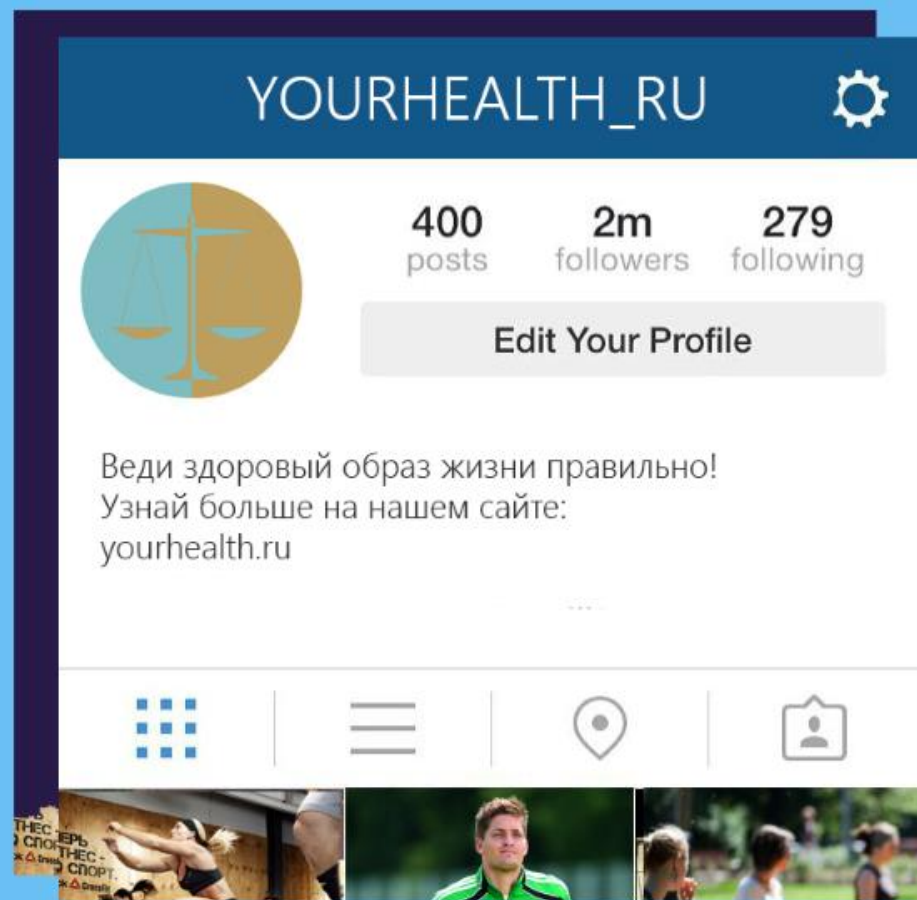 YOURHEALTH_RU
400 2m 279
posts followers following
Edit Your Profile
Веди здоровый образ жизни правильно!
Узнай больше на нашем сайте:
yourhealth.ru
СПОРТ.